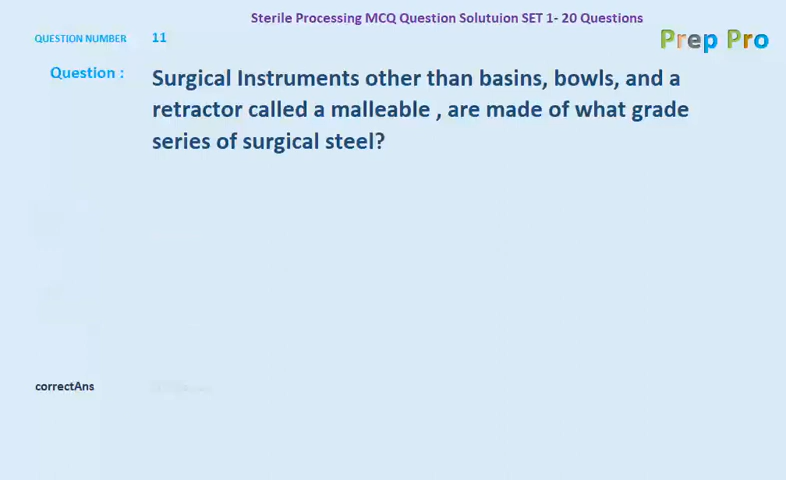 Sterile Processing MCQ Question Solutuion SET 1- 20 Questions
QUESTION NUMBER 11
Prep Pro
Question : Surgical Instruments other than basins, bowls, and a
retractor called a malleable , are made of what grade
series of surgical steel?
correctAns